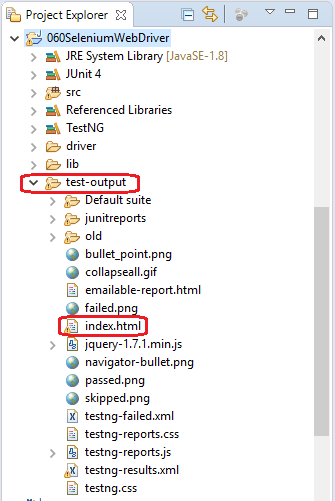 Project Explorer
060SeleniumWebDriver
JRE System Library [JavaSE-1.8]
JUnit 4
src
Referenced Libraries
TestNG
driver
lib
test-output
Default suite
junitreports
old
bullet_point.png
collapseall.gif
emailable-report.html
failed.png
index.html
jquery-1.7.1.min.js
navigator-bullet.png
passed.png
skipped.png
testng-failed.xml
testng-reports.css
testng-reports.js
testng-results.xml
testng.css